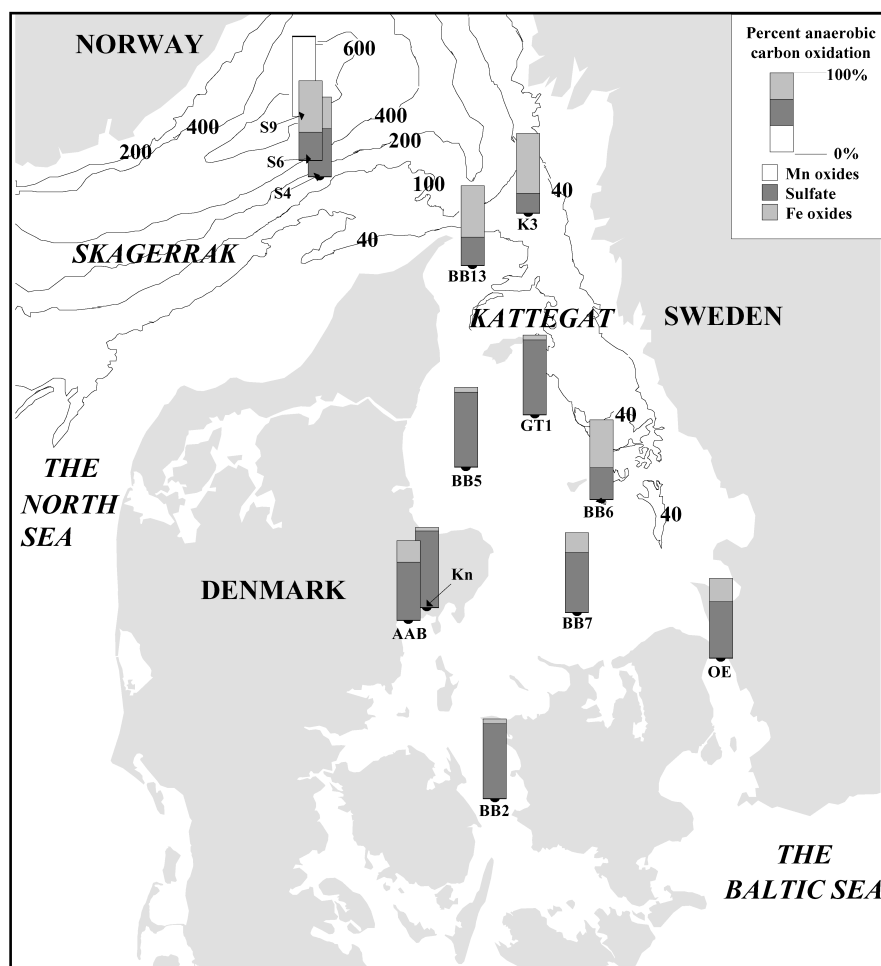 NORWAY
600
Percent anaerobic
carbon oxidation
100%
0%
Mn oxides
Sulfate
Fe oxides
S9
400
400
200
200
S6
S4
100
40
K3
40
SKAGERRAK
BB13
KATTEGAT
SWEDEN
GT1
40
THE
NORTH
SEA
BB5
BB6
40
DENMARK
Kn
AAB
BB7
OE
BB2
THE
BALTIC SEA